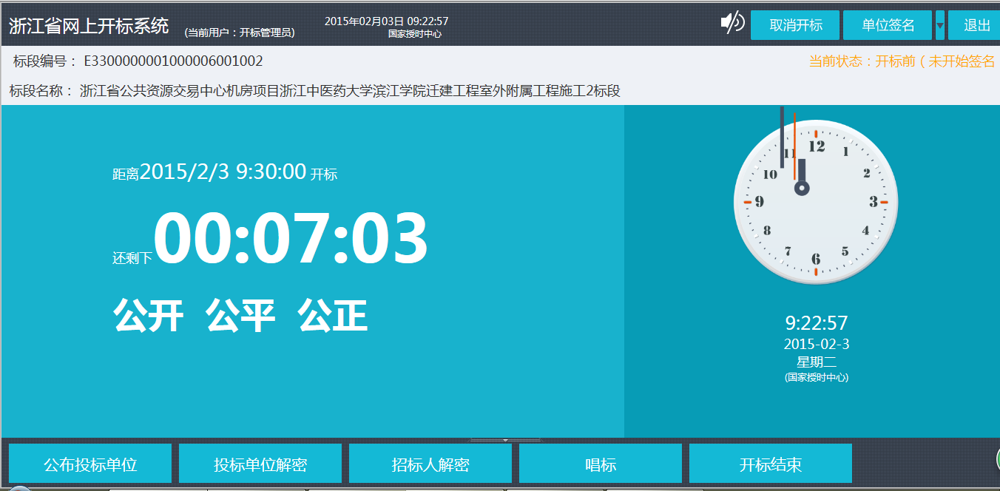 浙江省网上开标系统 (当前用户：开标管理员) 2015年02月03日 09:22:57 取消开标 单位签名 退出
国家授时中心
标段编号： E3300000001000006001002 当前状态：开标前 ( 未开始签名
标段名称： 浙江省公共资源交易中心机房项目浙江中医药大学滨江学院迁建工程室外附属工程施工2标段
距离2015/2/3 9:30:00 开标
还剩下00:07:03
公开 公平 公正
12
1
2
3
4
5
6
7
8
9
10
11
9:22:57
2015-02-3
星期二
(国家授时中心)
公布投标单位 投标单位解密 招标人解密 唱标 开标结束